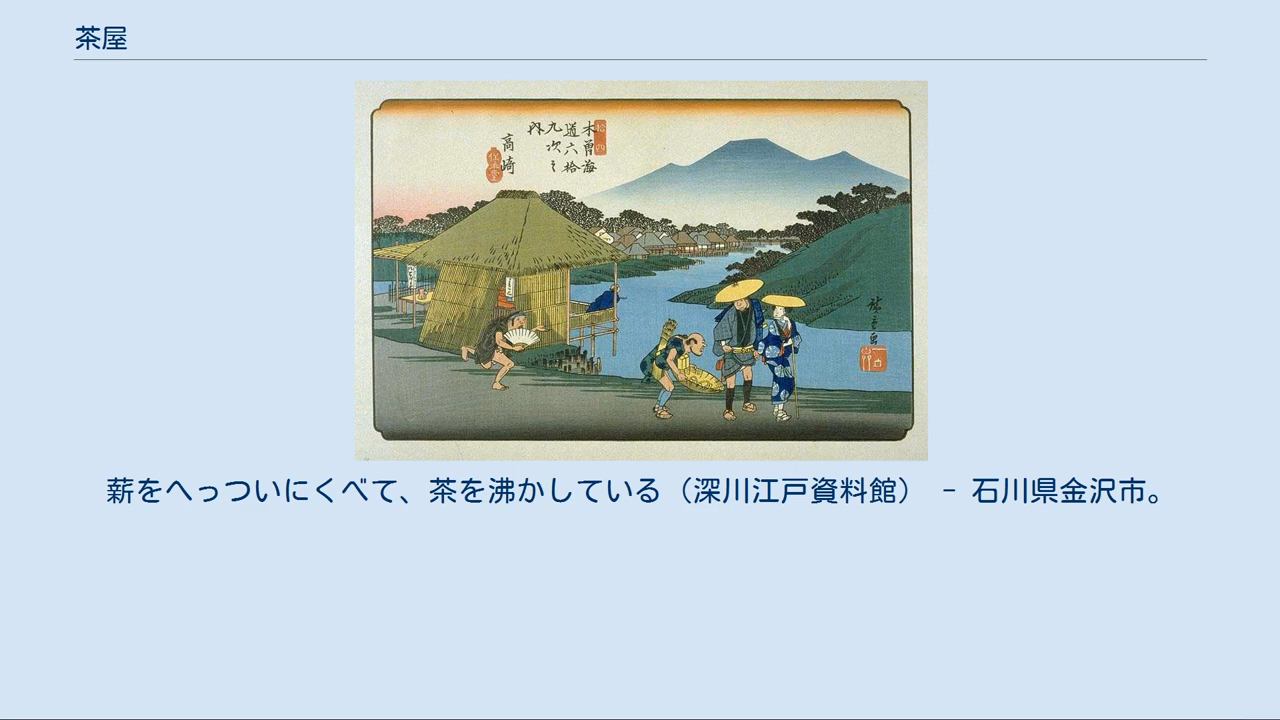 茶屋
木曽海
道六拾
九次之
内
高崎
薪をへっついにくべて、茶を沸かしている（深川江戸資料館） - 石川県金沢市。